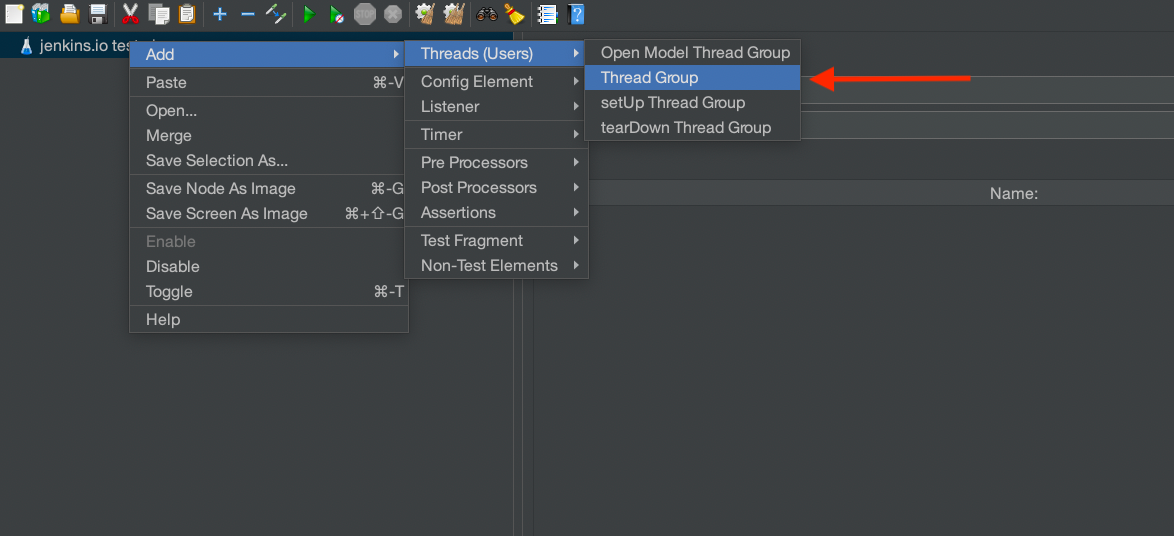 STOP
jenkins.io
Add
Paste ⌘-V
Open...
Merge
Save Selection As...
Save Node As Image ⌘-G
Save Screen As Image ⌘+⇧-G
Enable
Disable
Toggle ⌘-T
Help
Threads (Users)
Config Element
Listener
Timer
Pre Processors
Post Processors
Assertions
Test Fragment
Non-Test Elements
Open Model Thread Group
Thread Group
setUp Thread Group
tearDown Thread Group
Name: